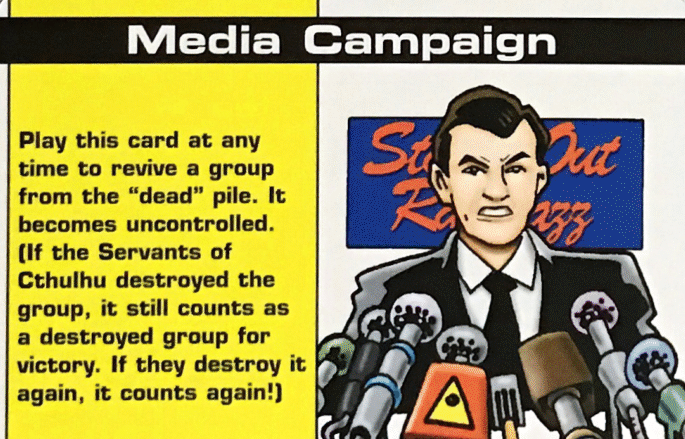 Media Campaign
Play this card at any
time to revive a group
from the “dead” pile. It
becomes uncontrolled.
(If the Servants of
Cthulhu destroyed the
group, it still counts as
a destroyed group for
victory. If they destroy it
again, it counts again!)
Out